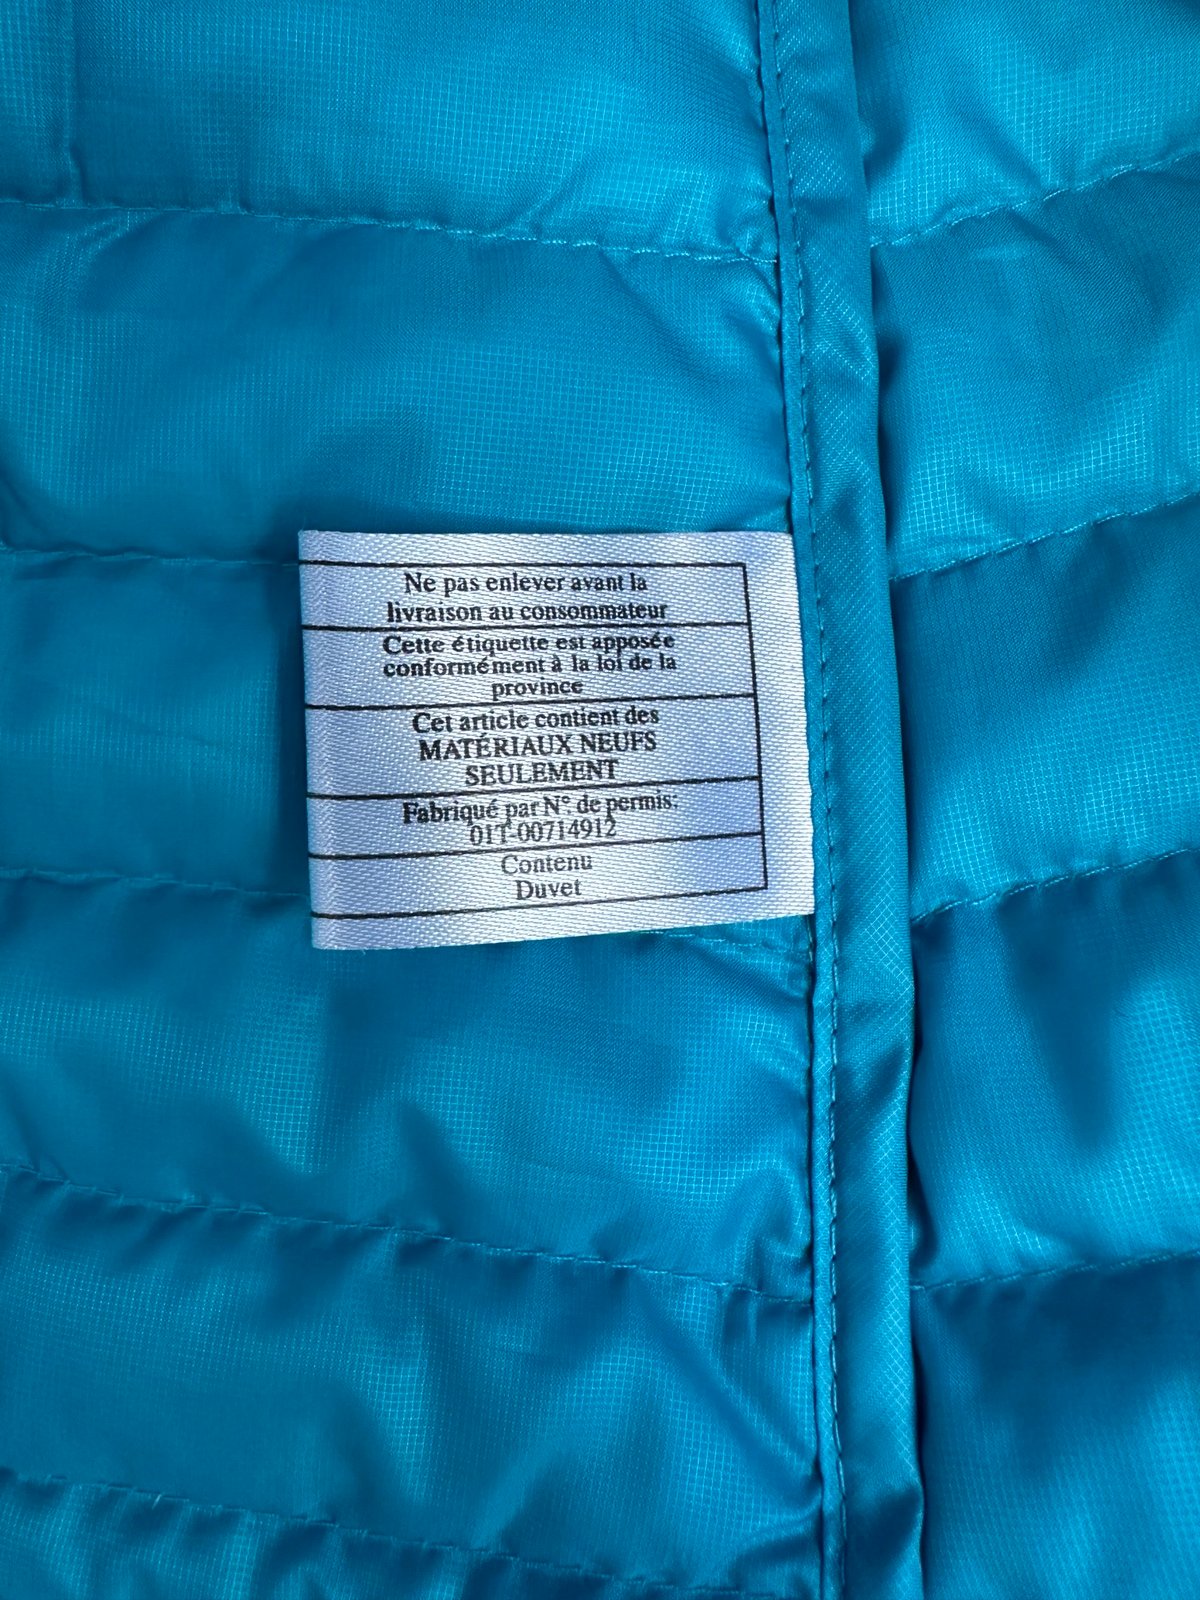 Ne pas enlever avant la
livraison au consommateur
Cette étiquette est apposée
conformément à la loi de la
province
Cet article contient des
MATÉRIAUX NEUFS
SEULEMENT
Fabriqué par N° de permis:
01T-00714912
Contenu
Duvet